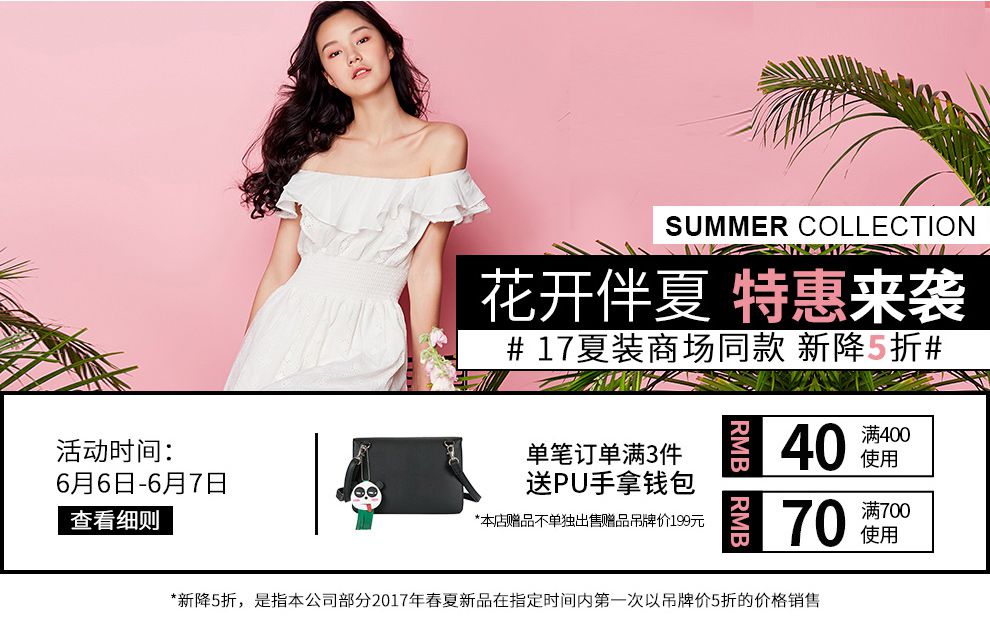 SUMMER COLLECTION
花开伴夏 特惠来袭
# 17夏装商场同款 新降5折#
活动时间：
6月6日-6月7日
查看细则
单笔订单满3件
送PU手拿钱包
*本店赠品不单独出售赠品吊牌价199元
RMB 40 满400
使用
RMB 70 满700
使用
*新降5折，是指本公司部分2017年春夏新品在指定时间内第一次以吊牌价5折的价格销售